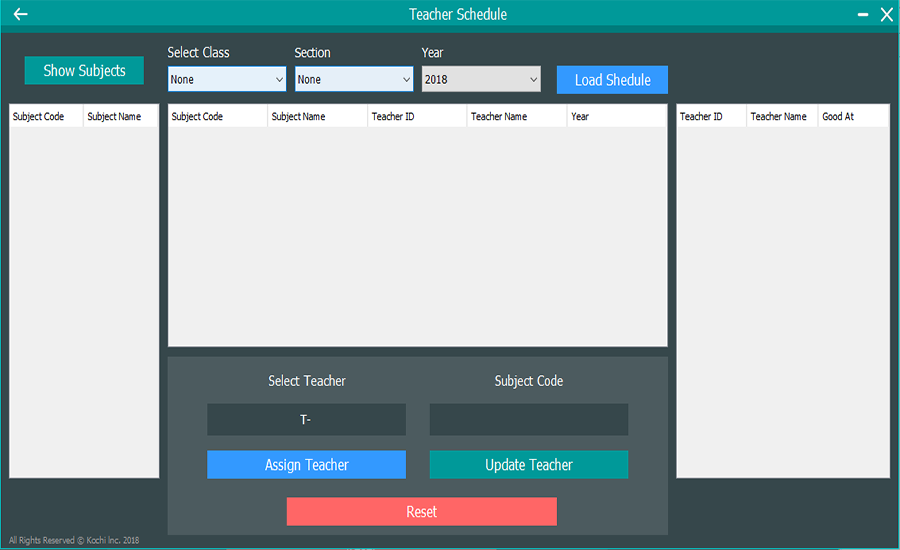 Teacher Schedule
Show Subjects
Select Class
Section
Year
None
None
2018
Load Shedule
Subject Code Subject Name
Subject Code Subject Name Teacher ID Teacher Name Year
Teacher ID Teacher Name Good At
Select Teacher
Subject Code
T-
Assign Teacher
Update Teacher
Reset
All Rights Reserved © Kochi Inc. 2018